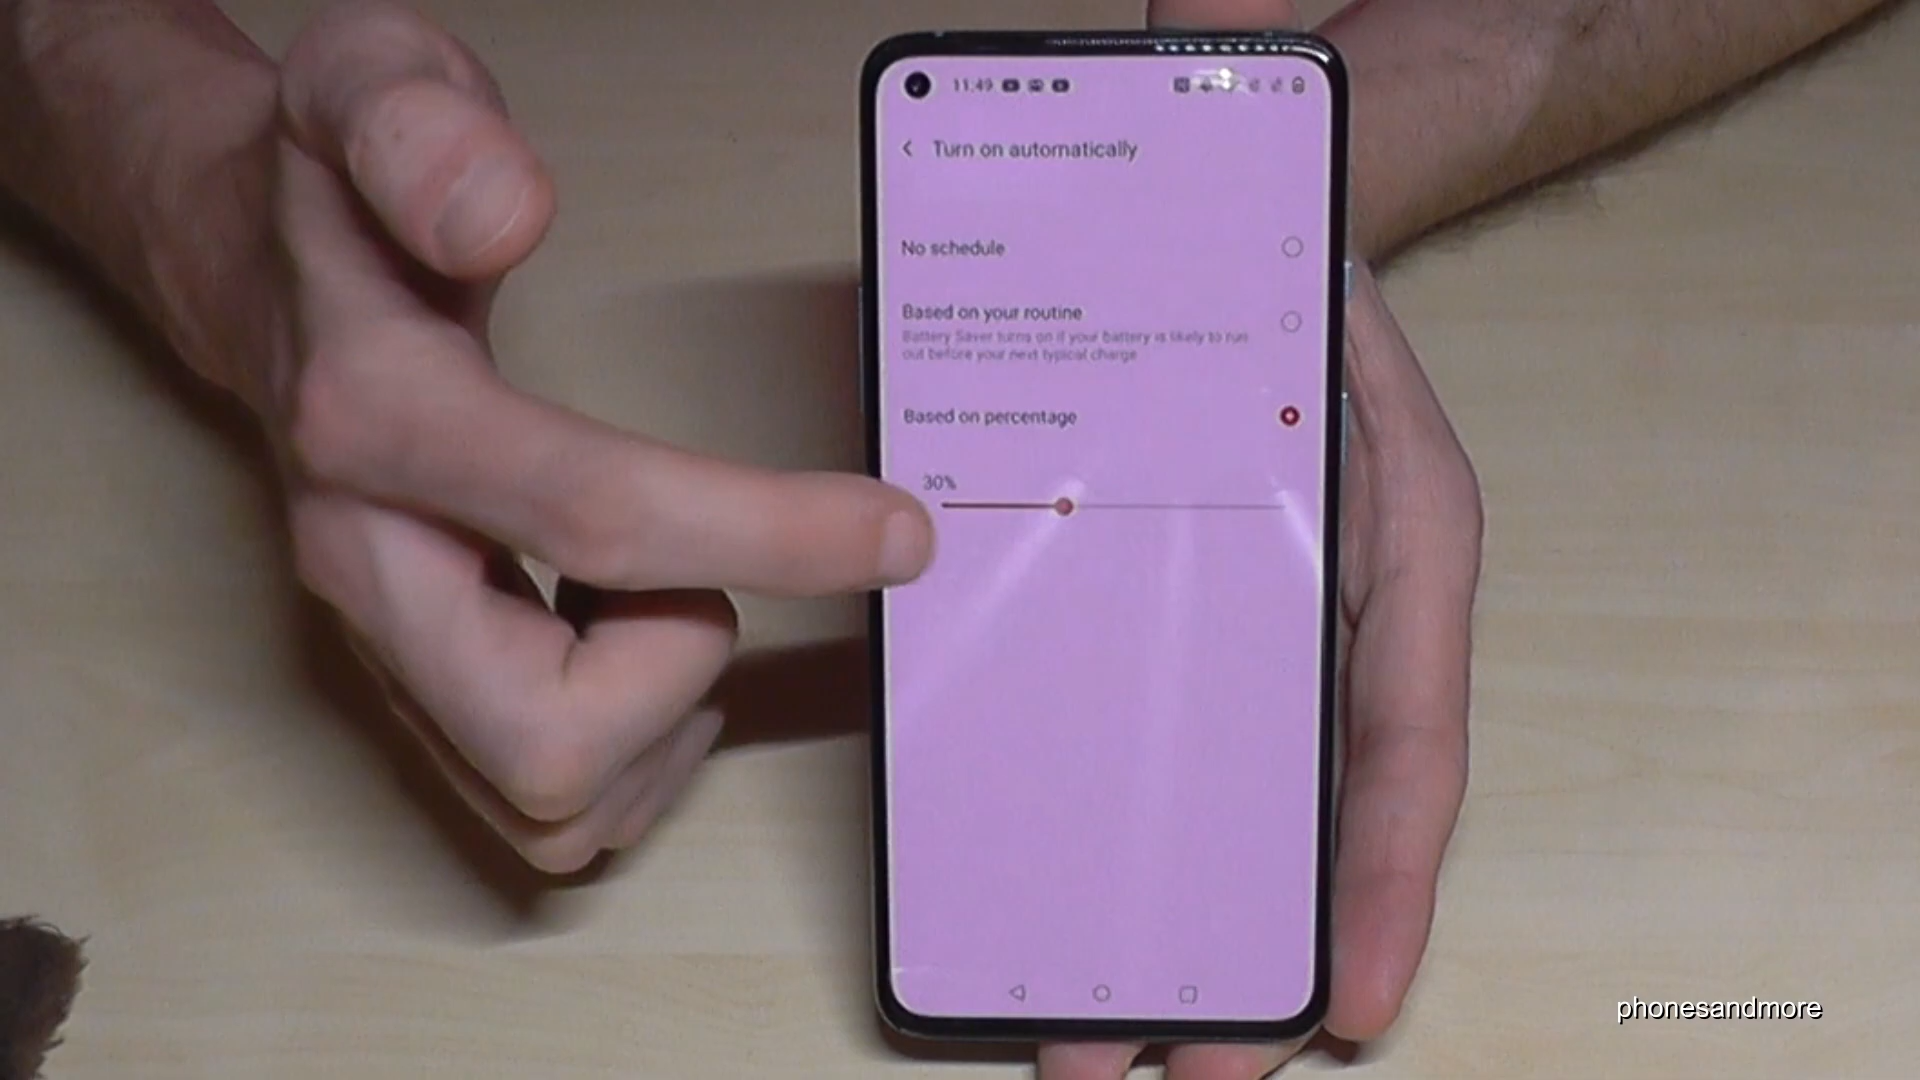 11:49
Turn on automatically
No schedule
Based on your routine
Battery Saver turns on if your battery is likely to run
out before your next typical charge
Based on percentage
30%
phonesandmore